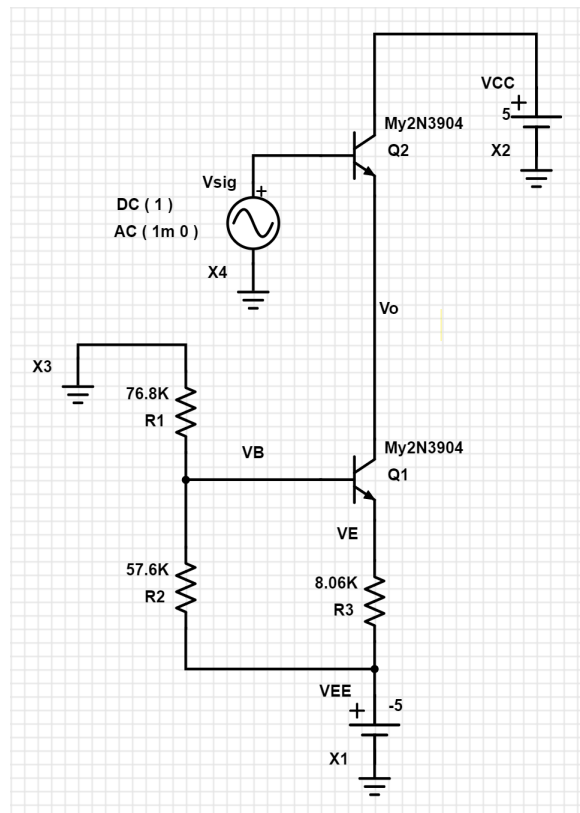 VCC
+
5
X2
My2N3904
Q2
Vsig
+
DC ( 1 )
AC ( 1m 0 )
X4
Vo
X3
76.8K
R1
VB
My2N3904
Q1
VE
57.6K
R2
8.06K
R3
VEE
+
-5
X1